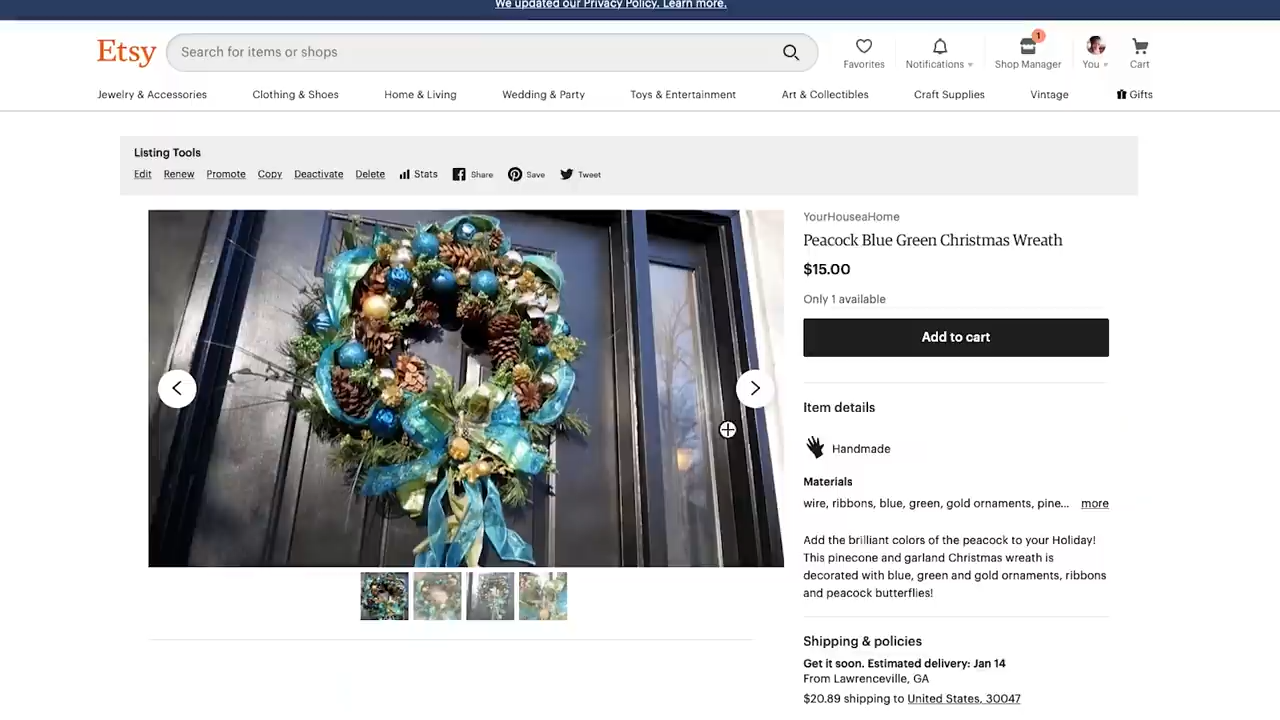 We updated our Privacy Policy. Learn more.
Etsy
Search for items or shops
Favorites
Notifications
1
Shop Manager
You
Cart
Jewelry & Accessories
Clothing & Shoes
Home & Living
Wedding & Party
Toys & Entertainment
Art & Collectibles
Craft Supplies
Vintage
Gifts
Listing Tools
Edit
Renew
Promote
Copy
Deactivate
Delete
Stats
Share
Save
Tweet
YourHouseaHome
Peacock Blue Green Christmas Wreath
$15.00
Only 1 available
Add to cart
Item details
Handmade
Materials
wire, ribbons, blue, green, gold ornaments, pine... more
Add the brilliant colors of the peacock to your Holiday!
This pinecone and garland Christmas wreath is
decorated with blue, green and gold ornaments, ribbons
and peacock butterflies!
Shipping & policies
Get it soon. Estimated delivery: Jan 14
From Lawrenceville, GA
$20.89 shipping to United States, 30047